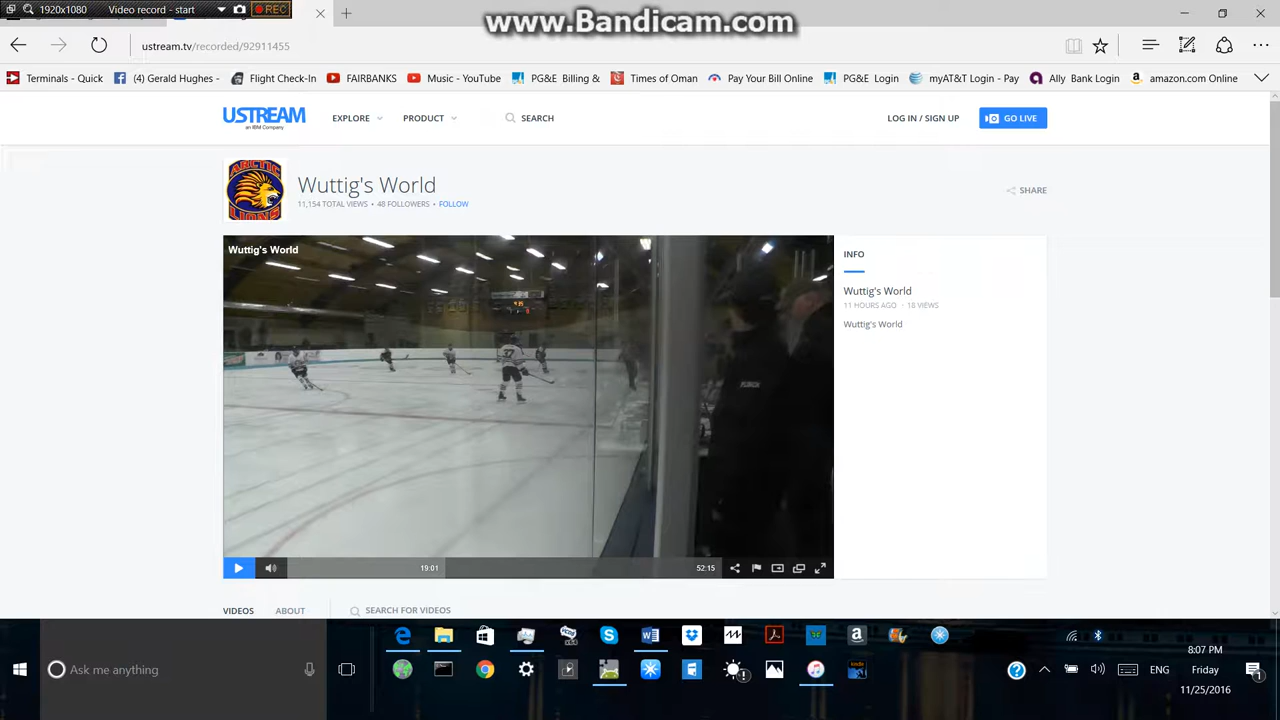 1920x1080 Video record - start REC
www.Bandicam.com
ustream.tv/recorded/92911455
Terminals - Quick (4) Gerald Hughes - Flight Check-In FAIRBANKS Music - YouTube PG&E Billing & Times of Oman Pay Your Bill Online PG&E Login myAT&T Login - Pay Ally Bank Login amazon.com Online
USTREAM EXPLORE PRODUCT SEARCH LOG IN / SIGN UP GO LIVE
an IBM Company
ARCTIC
LIONS
Wuttig's World
11,154 TOTAL VIEWS • 48 FOLLOWERS • FOLLOW
SHARE
Wuttig's World
37
19:01 52:15
INFO
Wuttig's World
11 HOURS AGO · 18 VIEWS
Wuttig's World
VIDEOS ABOUT SEARCH FOR VIDEOS
Ask me anything
ENG
8:07 PM
Friday
11/25/2016
1